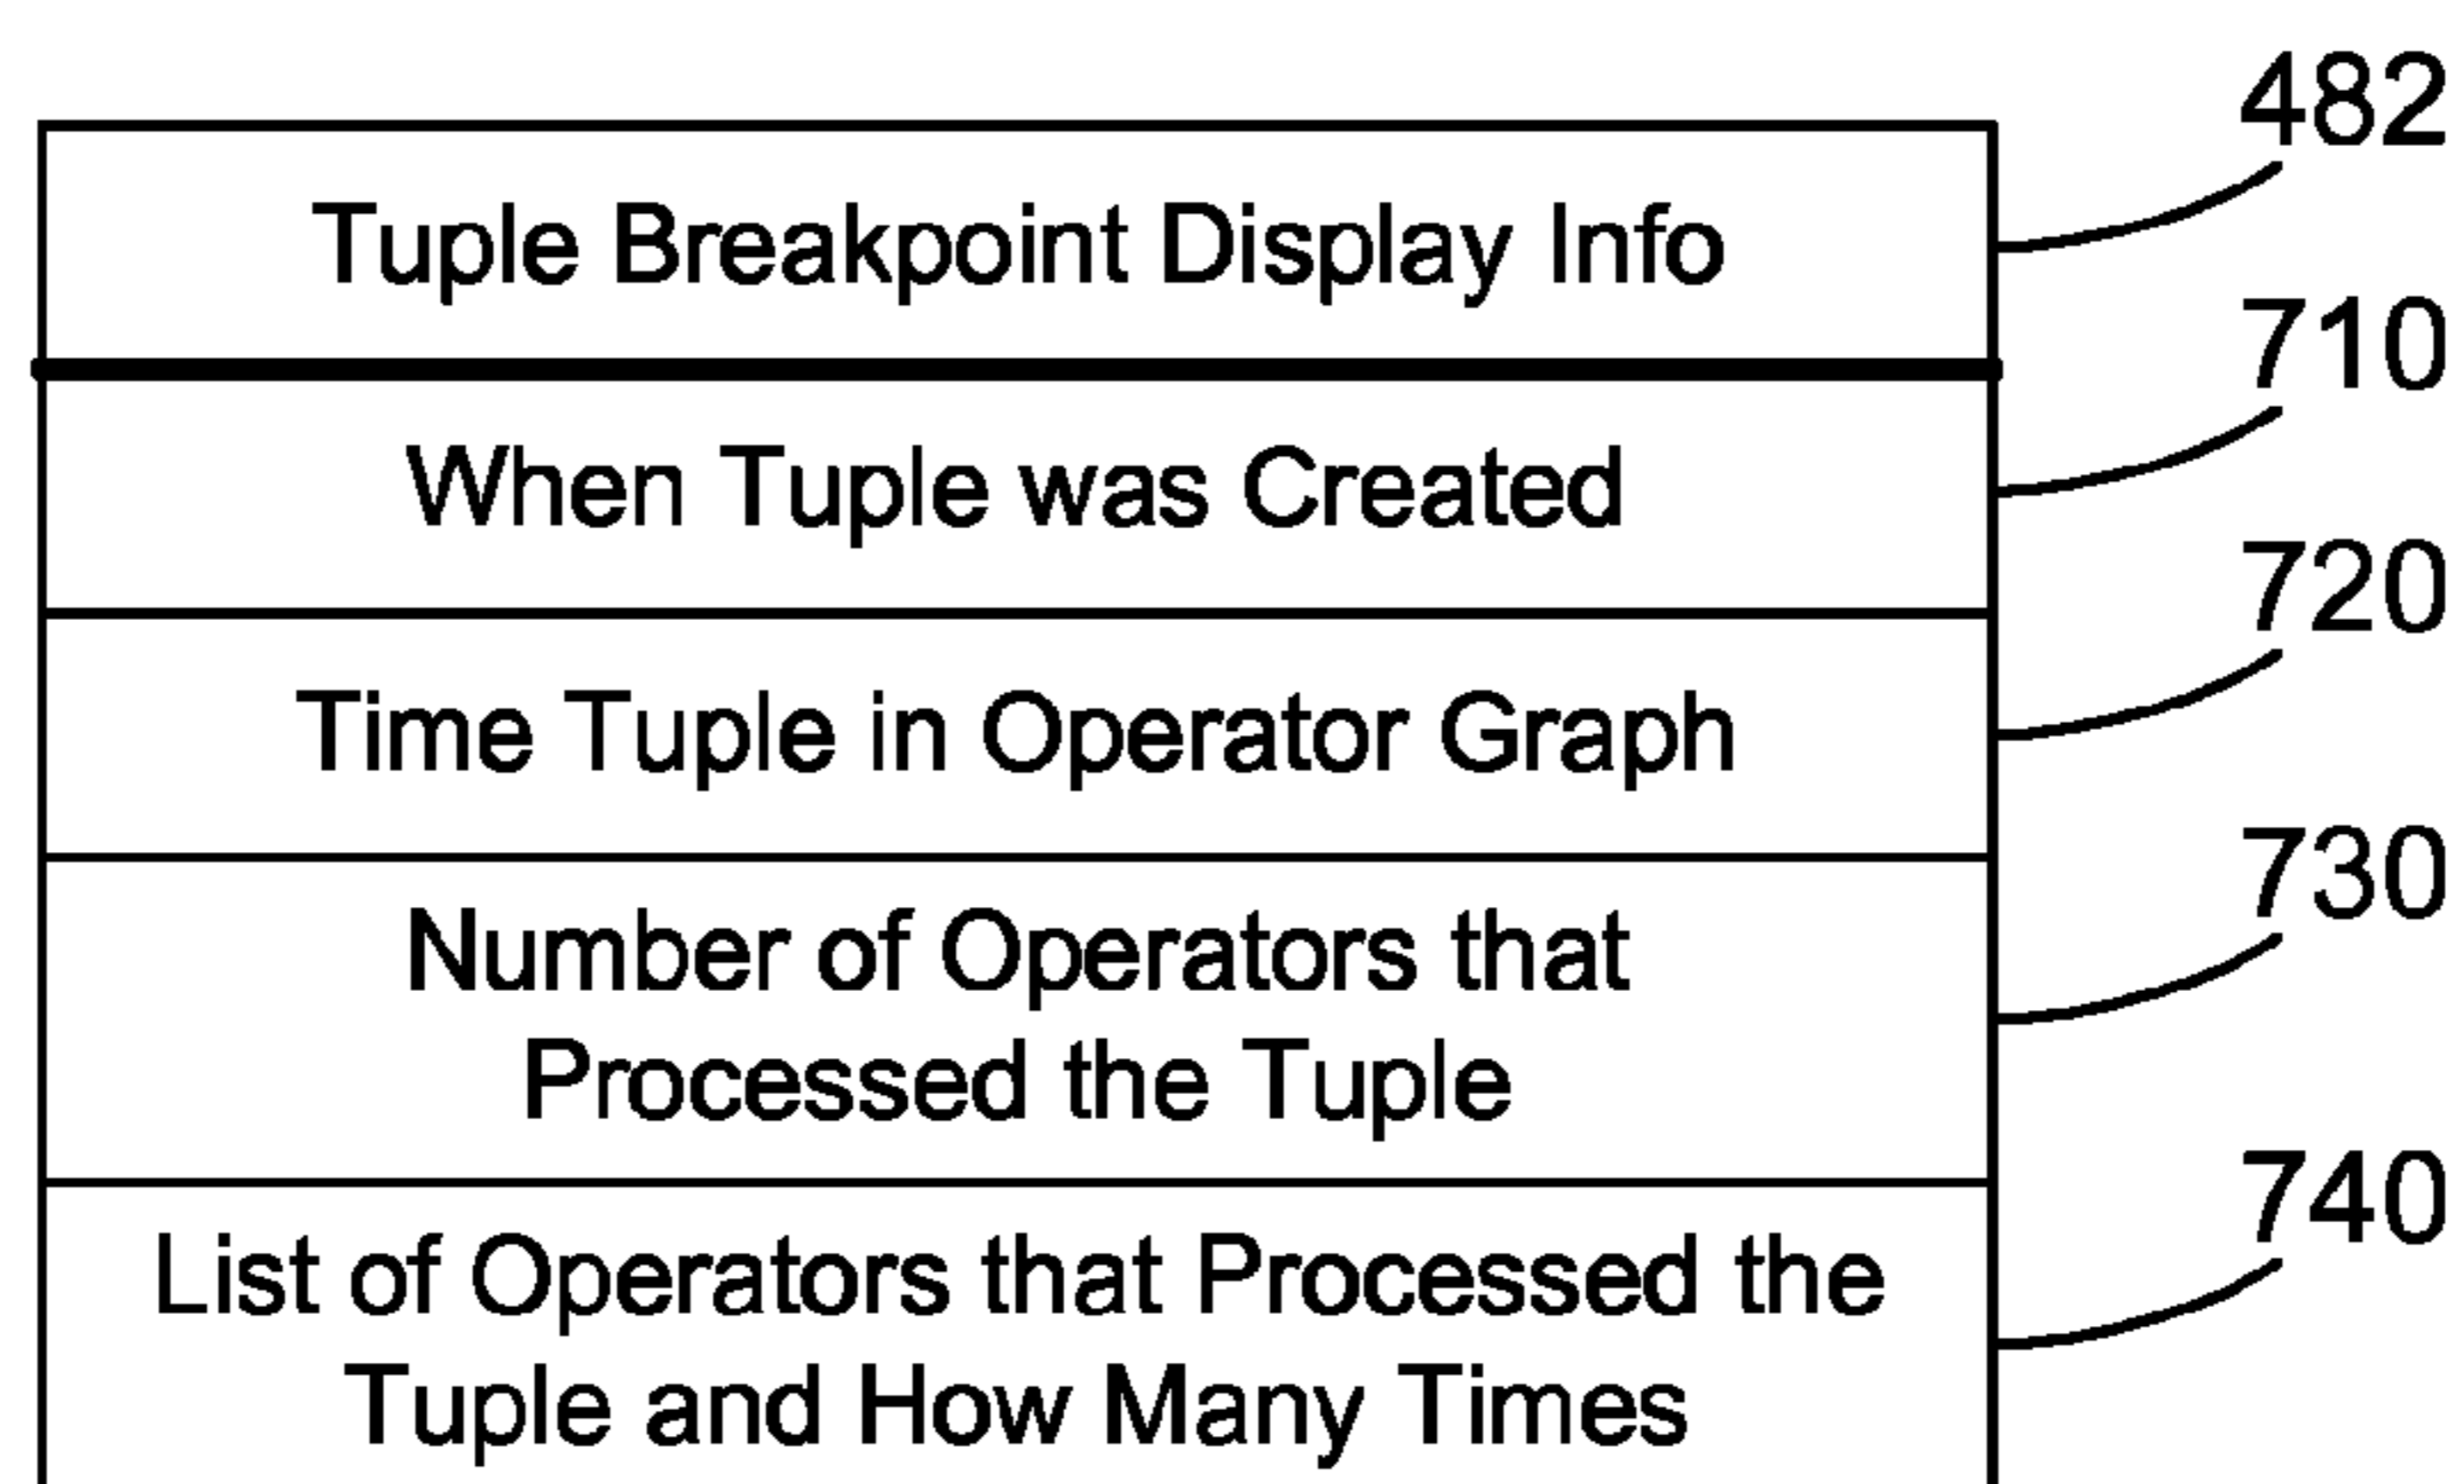 482
Tuple Breakpoint Display Info
710
When Tuple was Created
720
Time Tuple in Operator Graph
730
Number of Operators that
Processed the Tuple
740
List of Operators that Processed the
Tuple and How Many Times